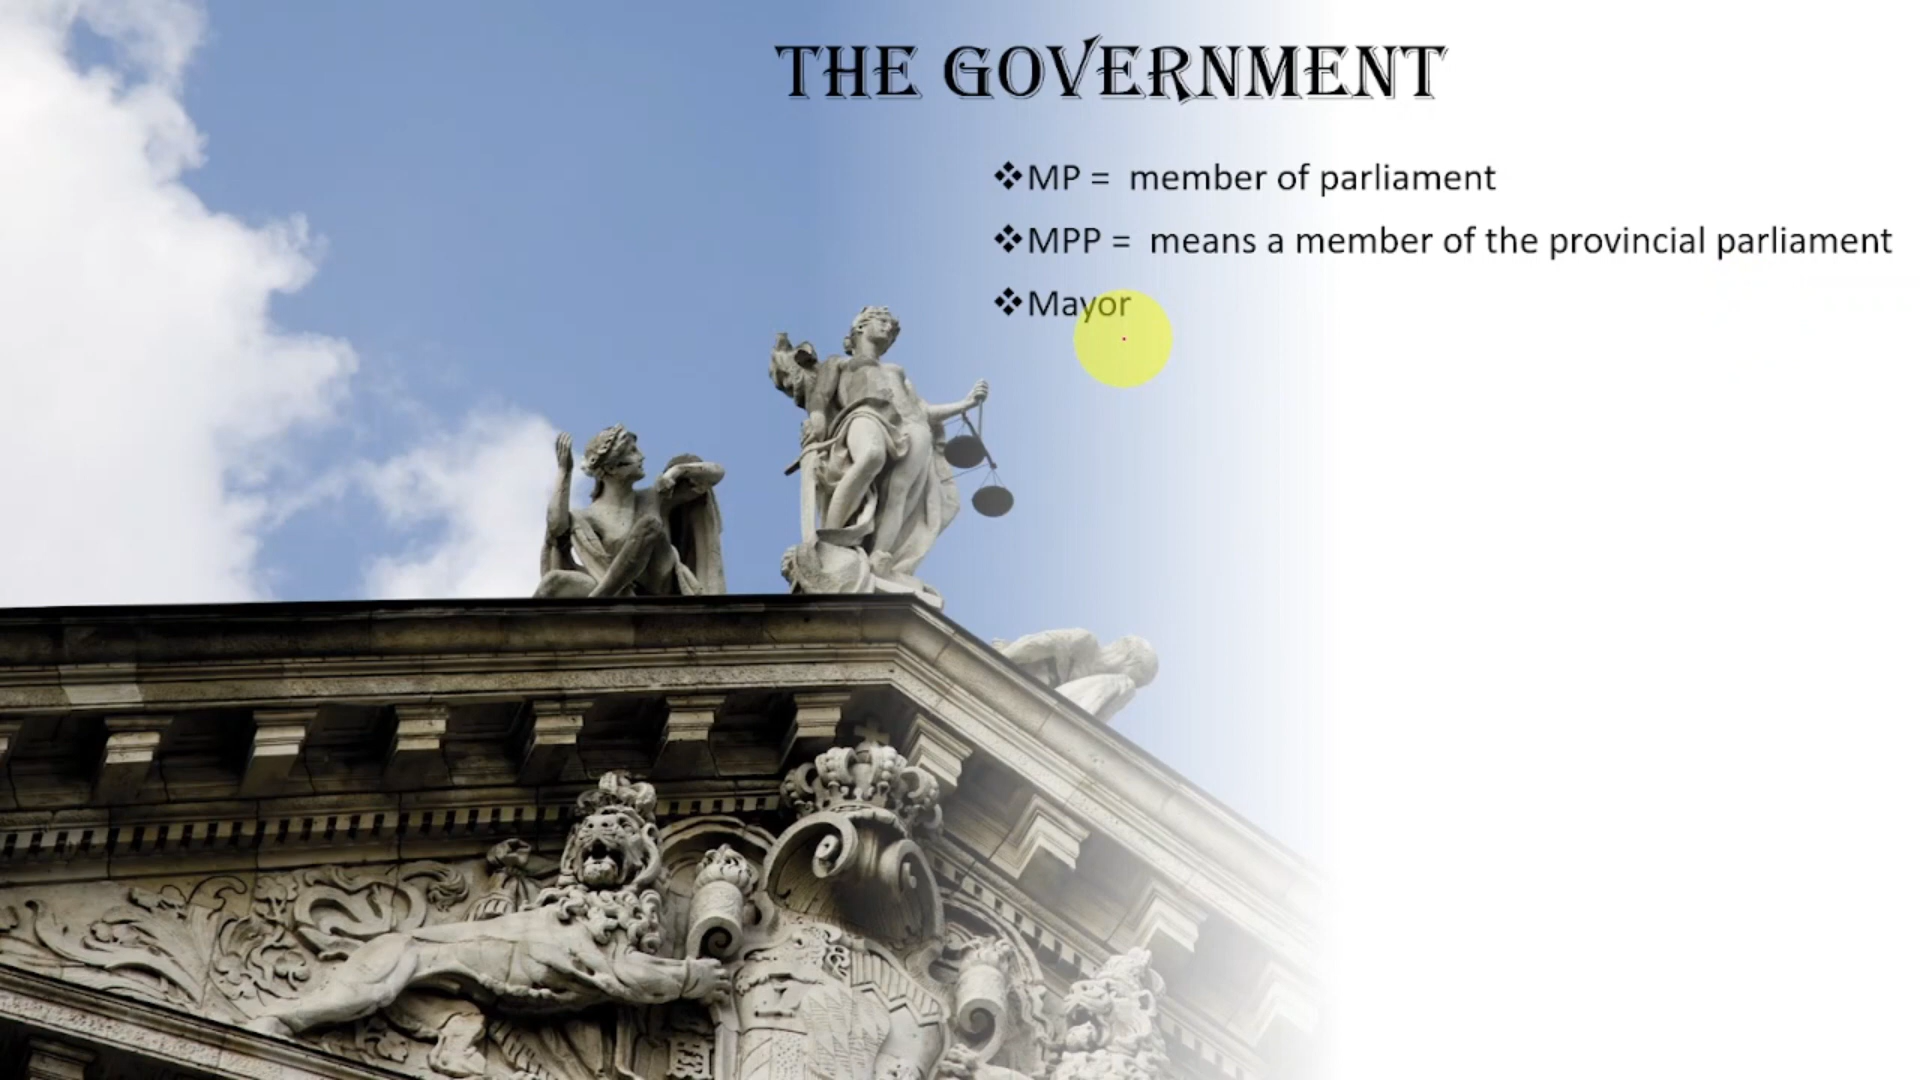 THE GOVERNMENT
❖MP = member of parliament
❖MPP = means a member of the provincial parliament
❖Mayor